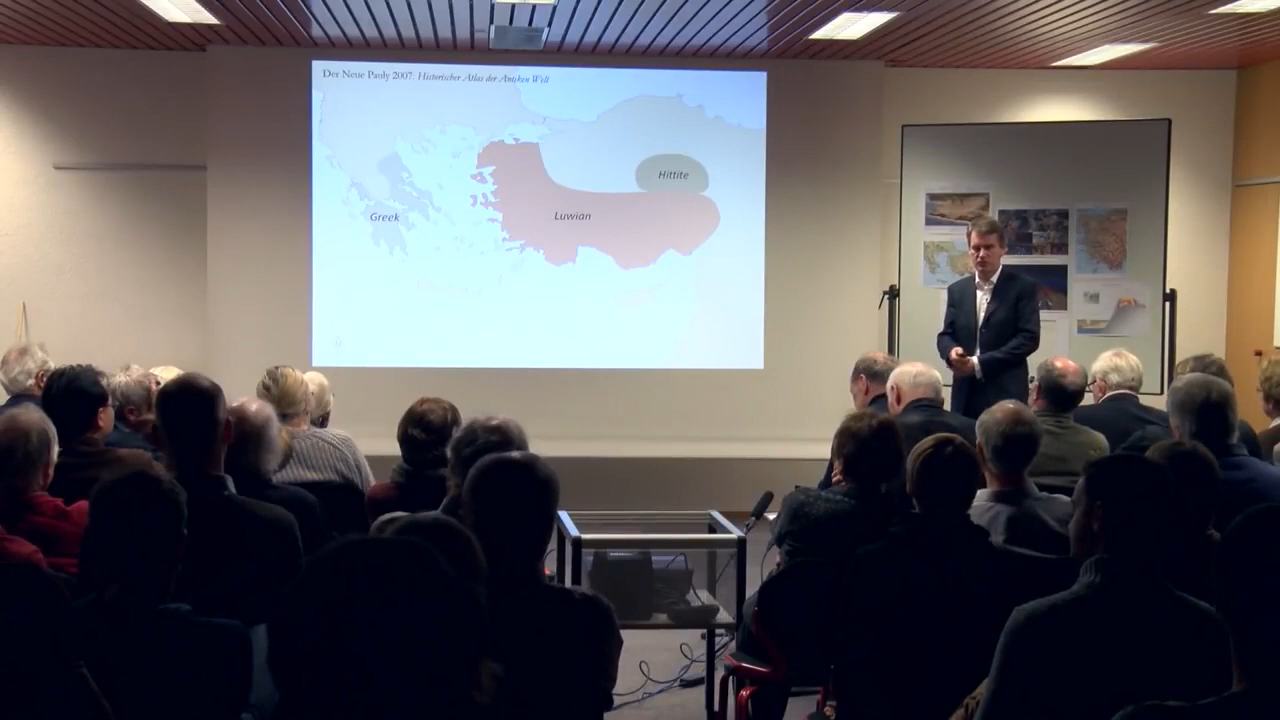 Der Neue Pauly 2007: Historischer Atlas der Antiken Welt
Hittite
Greek
Luwian